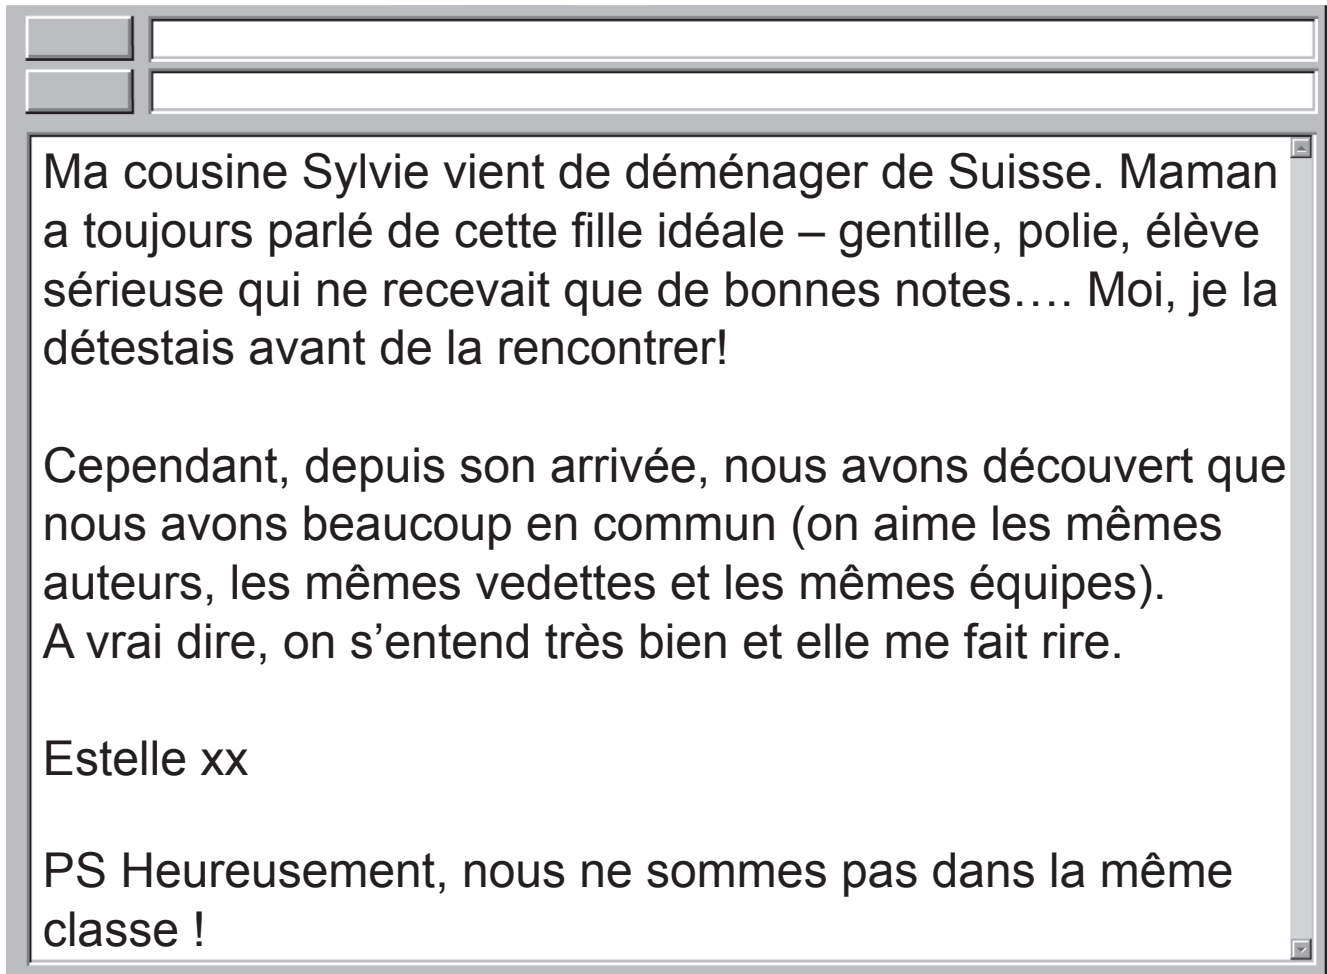 Ma cousine Sylvie vient de déménager de Suisse. Maman
a toujours parlé de cette fille idéale – gentille, polie, élève
sérieuse qui ne recevait que de bonnes notes…. Moi, je la
détestais avant de la rencontrer!
Cependant, depuis son arrivée, nous avons découvert que
nous avons beaucoup en commun (on aime les mêmes
auteurs, les mêmes vedettes et les mêmes équipes).
A vrai dire, on s’entend très bien et elle me fait rire.
Estelle xx
PS Heureusement, nous ne sommes pas dans la même
classe !